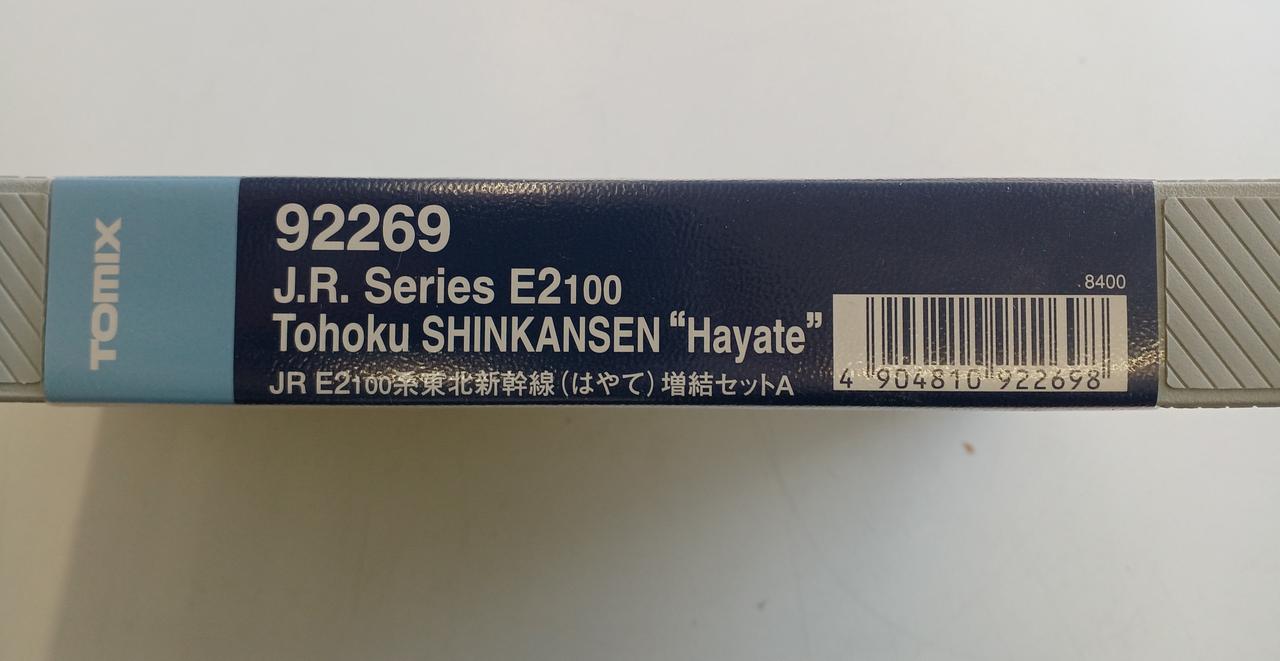 TOMIX
92269
J.R. Series E2100
Tohoku SHINKANSEN “Hayate”
JR E2100系東北新幹線(はやて)増結セットA
.8400
4 904810 922698